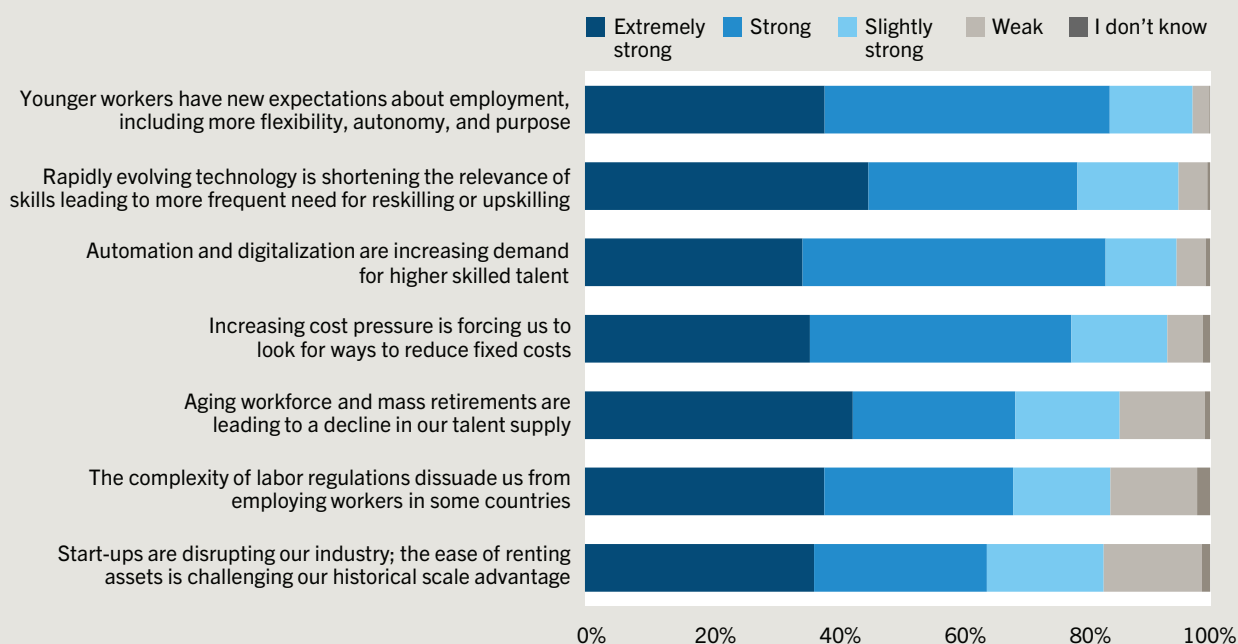 Extremely strong
Strong
Slightly strong
Weak
I don't know
Younger workers have new expectations about employment,
including more flexibility, autonomy, and purpose
Rapidly evolving technology is shortening the relevance of
skills leading to more frequent need for reskilling or upskilling
Automation and digitalization are increasing demand
for higher skilled talent
Increasing cost pressure is forcing us to
look for ways to reduce fixed costs
Aging workforce and mass retirements are
leading to a decline in our talent supply
The complexity of labor regulations dissuade us from
employing workers in some countries
Start-ups are disrupting our industry; the ease of renting
assets is challenging our historical scale advantage
0% 20% 40% 60% 80% 100%